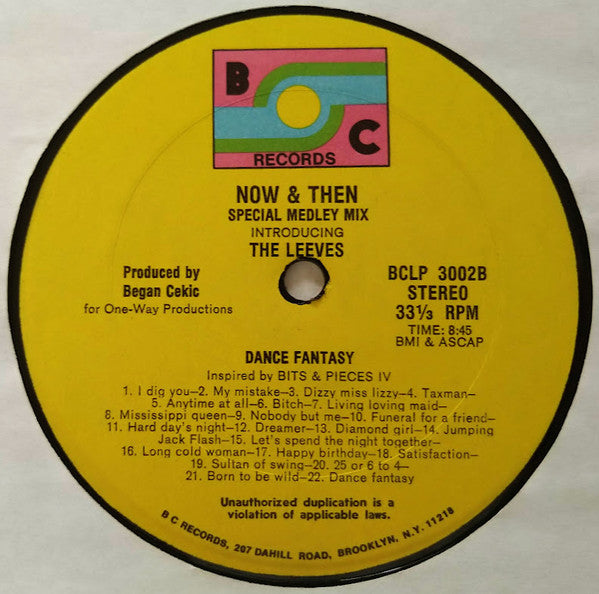 B
C
RECORDS
NOW & THEN
SPECIAL MEDLEY MIX
INTRODUCING
THE LEEVES
Produced by
Began Cekic
for One-Way Productions
BCLP 3002B
STEREO
33⅓ RPM
TIME: 8:45
BMI & ASCAP
DANCE FANTASY
Inspired by BITS & PIECES IV
1. I dig you–2. My mistake–3. Dizzy miss lizzy–4. Taxman–
5. Anytime at all–6. Bitch–7. Living loving maid–
8. Mississippi queen–9. Nobody but me–10. Funeral for a friend–
11. Hard day's night–12. Dreamer–13. Diamond girl–14. Jumping
Jack Flash–15. Let's spend the night together–
16. Long cold woman–17. Happy birthday–18. Satisfaction–
19. Sultan of swing–20. 25 or 6 to 4–
21. Born to be wild–22. Dance fantasy
Unauthorized duplication is a
violation of applicable laws.
B C RECORDS, 207 DAHILL ROAD, BROOKLYN, N.Y. 11218